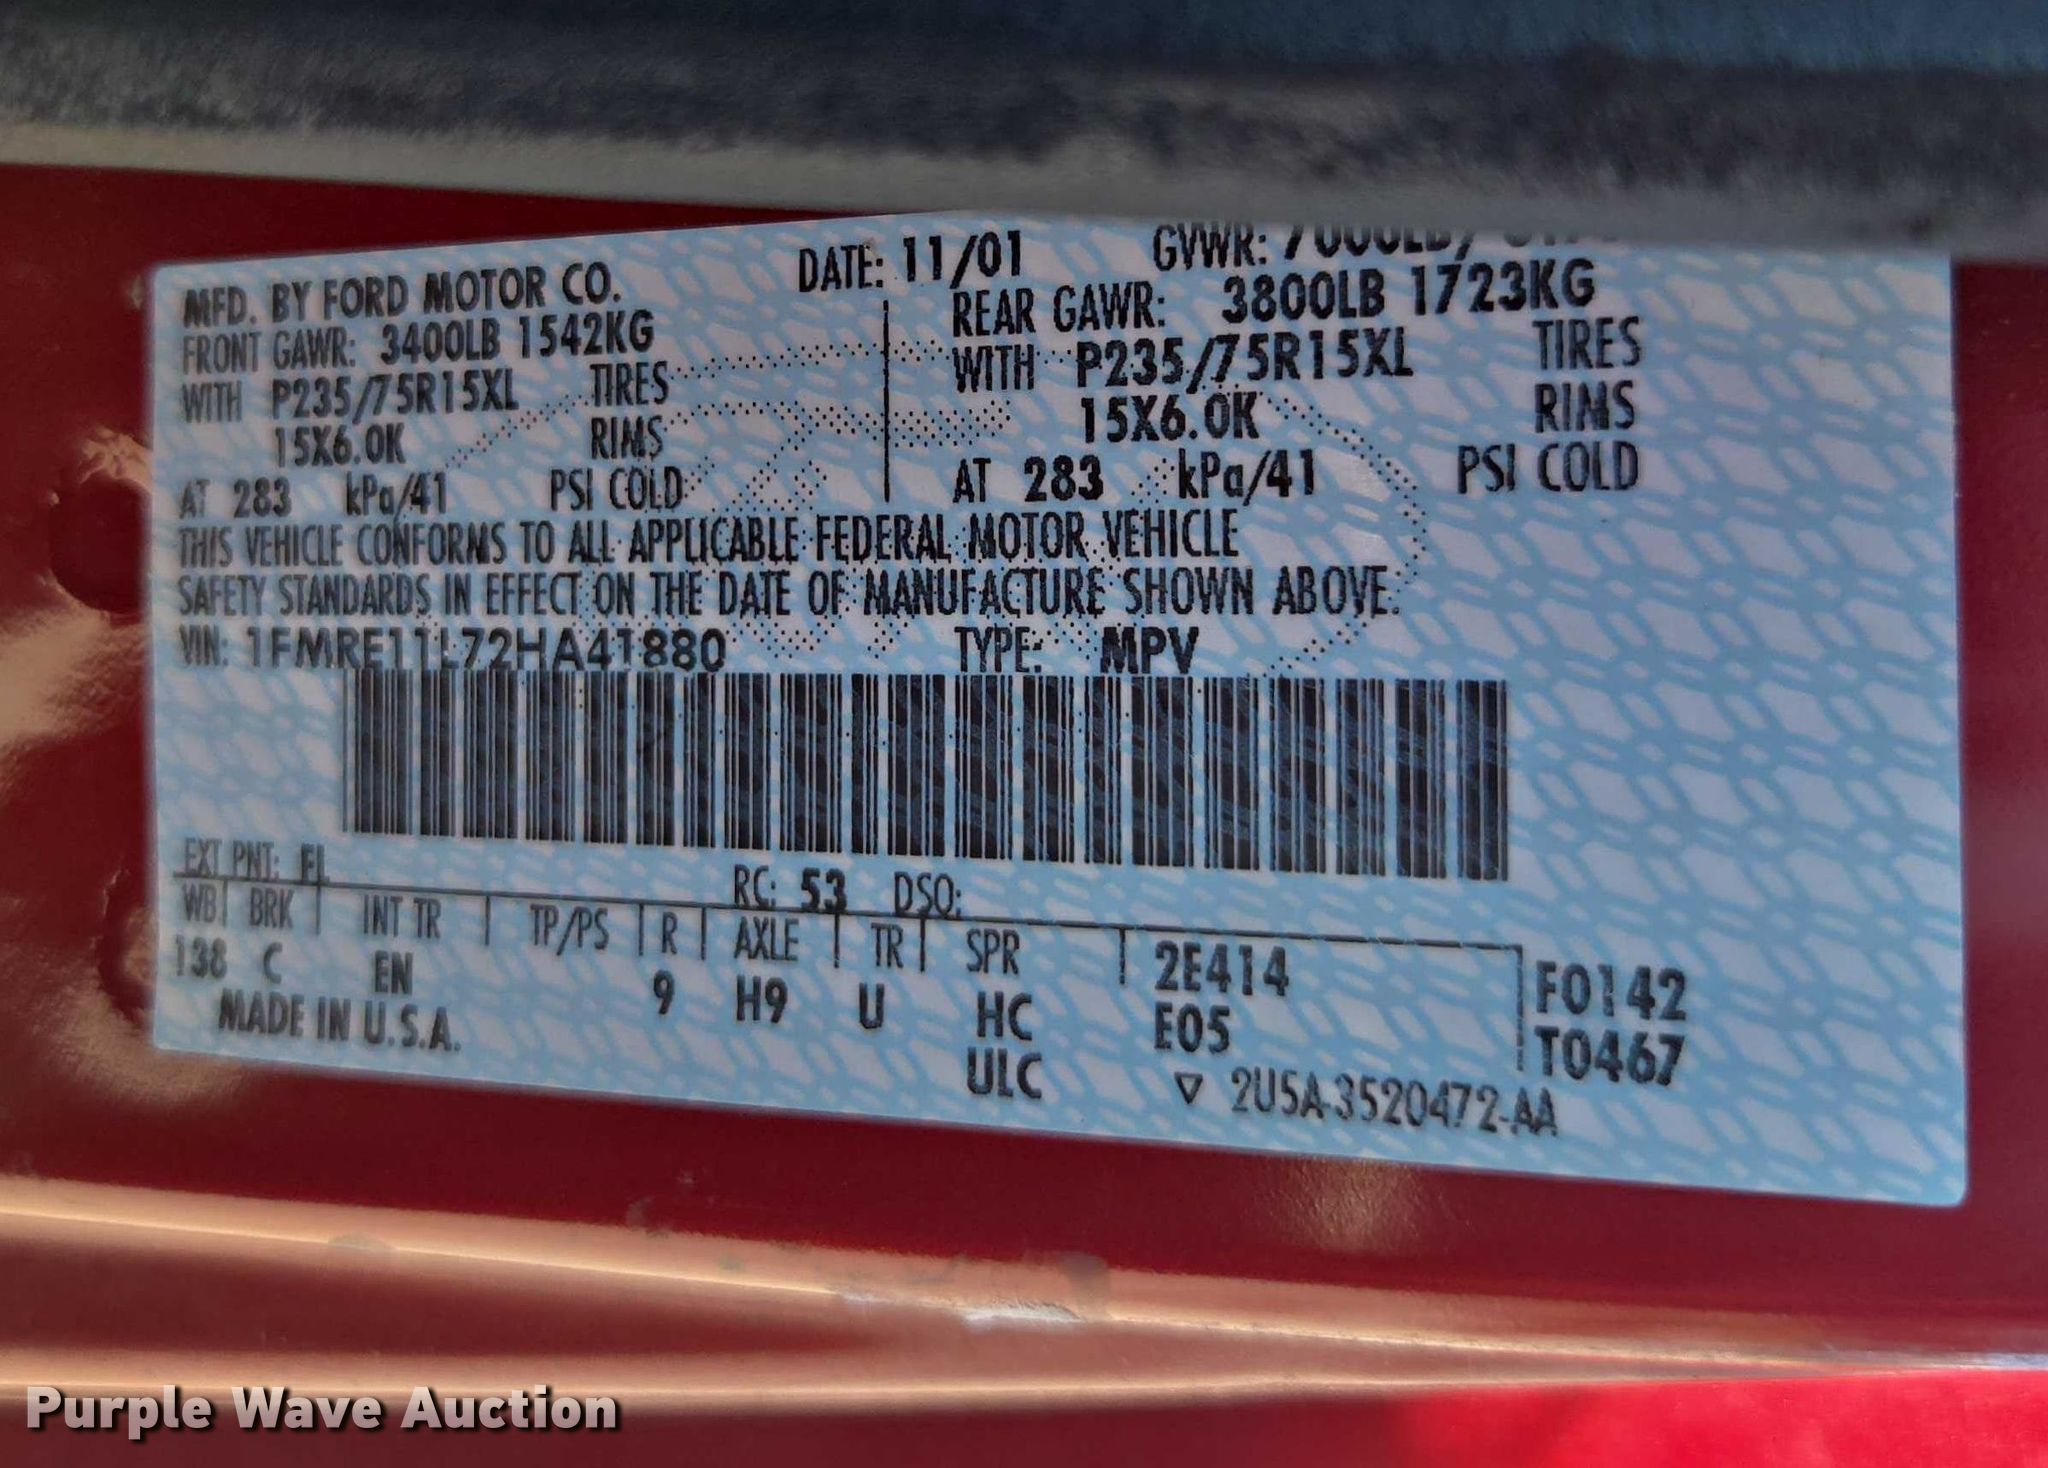 MFD. BY FORD MOTOR CO. DATE: 11/01 GVWR: 7000LB/
FRONT GAWR: 3400LB 1542KG REAR GAWR: 3800LB 1723KG
WITH P235/75R15XL TIRES WITH P235/75R15XL TIRES
15X6.0K RIMS 15X6.0K RIMS
AT 283 kPa/41 PSI COLD AT 283 kPa/41 PSI COLD
THIS VEHICLE CONFORMS TO ALL APPLICABLE FEDERAL MOTOR VEHICLE
SAFETY STANDARDS IN EFFECT ON THE DATE OF MANUFACTURE SHOWN ABOVE.
VIN: 1FMRE11L72HA41880 TYPE: MPV
EXT PNT: FL RC: 53 DSO:
WB BRK INT TR TP/PS R AXLE TR SPR 2E414 F0142
138 C EN 9 H9 U HC E05 T0467
MADE IN U.S.A. ULC ▽ 2U5A-3520472-AA
Purple Wave Auction